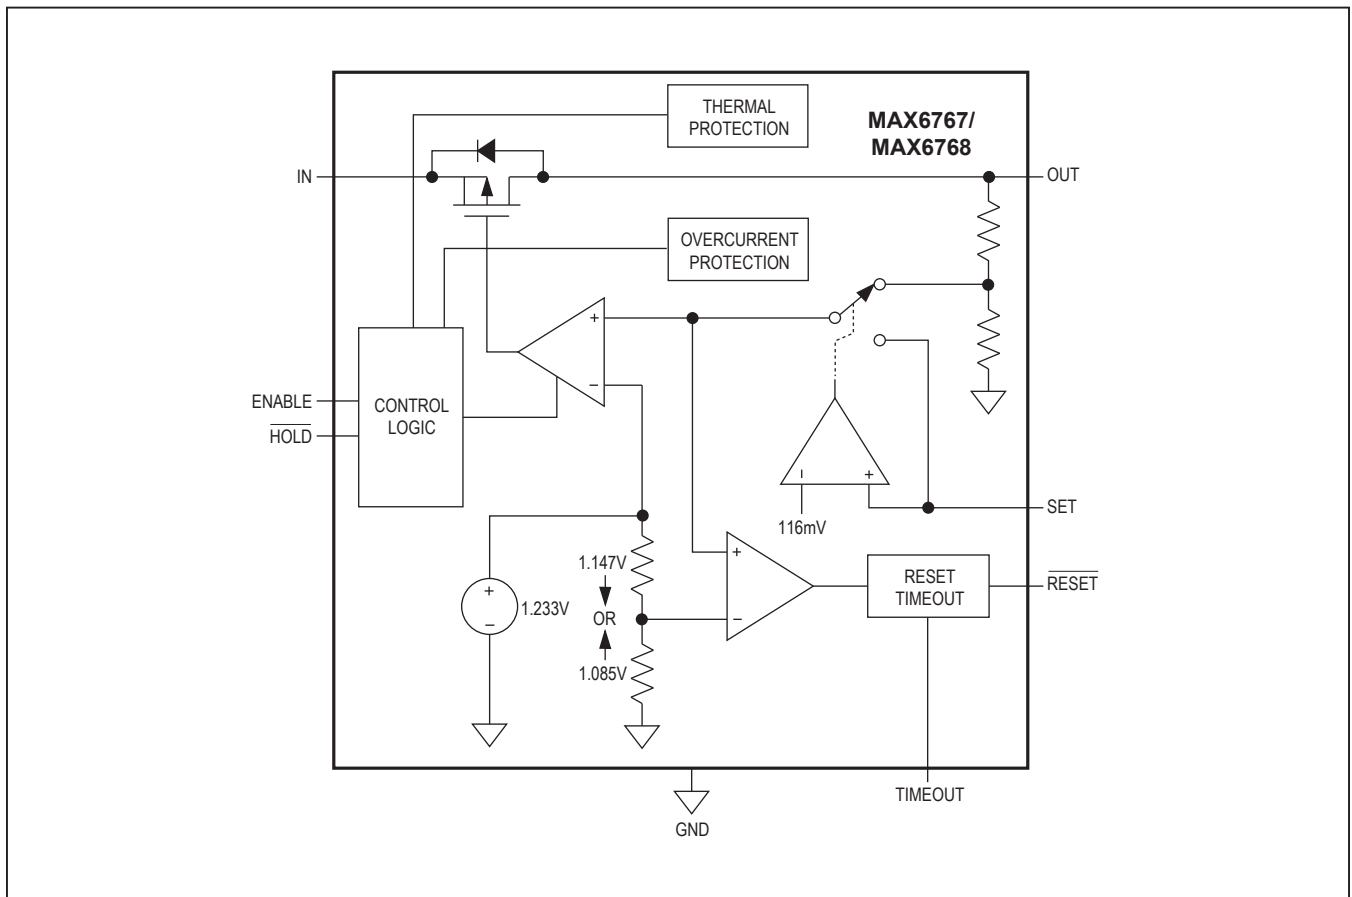 THERMAL
PROTECTION
MAX6767/
MAX6768
IN
OUT
OVERCURRENT
PROTECTION
+
−
ENABLE
HOLD
CONTROL
LOGIC
−
+
116mV
SET
1.147V
OR
1.085V
+
−
1.233V
+
−
RESET
TIMEOUT
RESET
TIMEOUT
GND